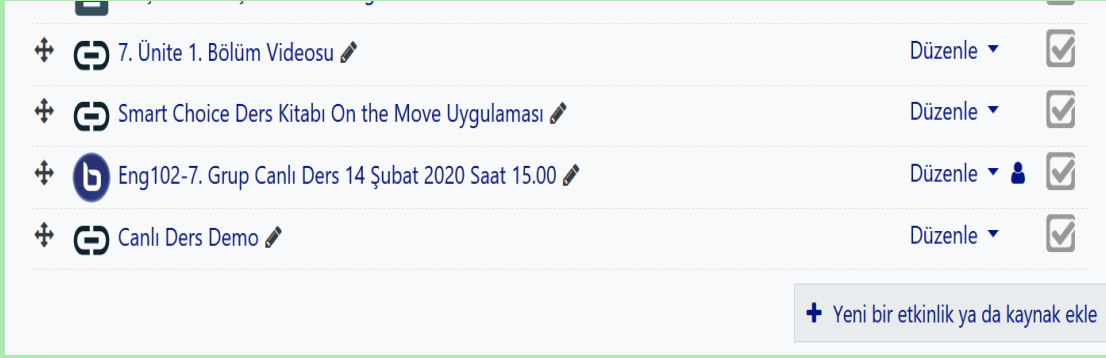 7. Ünite 1. Bölüm Videosu Düzenle
Smart Choice Ders Kitabı On the Move Uygulaması Düzenle
Eng102-7. Grup Canlı Ders 14 Şubat 2020 Saat 15.00 Düzenle
Canlı Ders Demo Düzenle
Yeni bir etkinlik ya da kaynak ekle